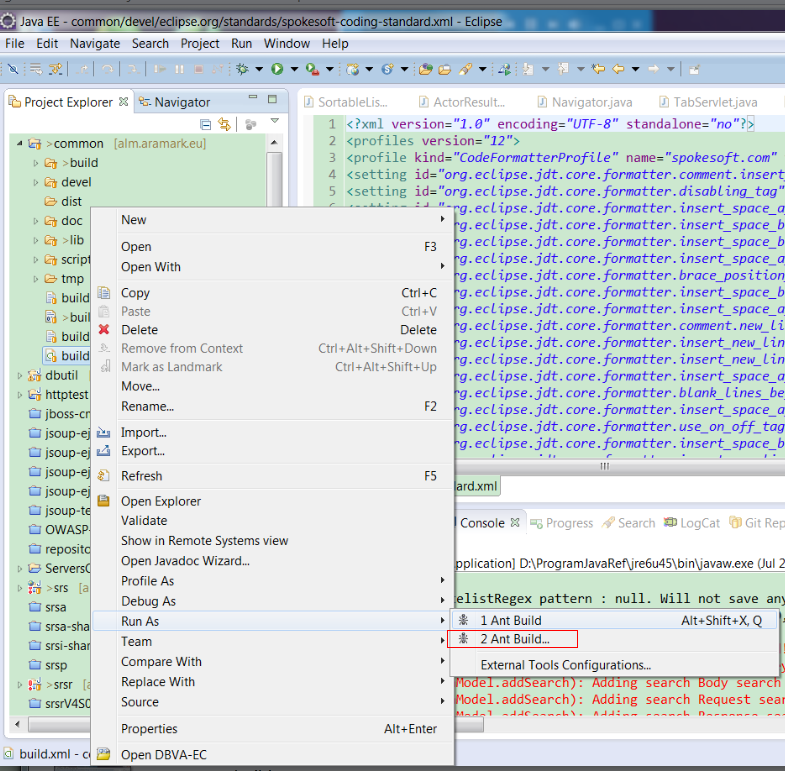 Java EE - common/devel/eclipse.org/standards/spokesoft-coding-standard.xml - Eclipse
File Edit Navigate Search Project Run Window Help
Project Explorer Navigator
SortableLis... ActorResult... Navigator.java TabServlet.java
>common [alm.aramark.eu]
>build
devel
dist
doc
>lib
script
tmp
build
>buil
build
build
dbutil
httptest
jboss-cr
jsoup-ej
jsoup-ej
jsoup-ej
jsoup-ej
jsoup-te
OWASP-
reposito
ServersC
>srs [a
srsa
srsa-sha
srsi-shar
srsp
>srsr [a
srsrV4S0
1 <?xml version="1.0" encoding="UTF-8" standalone="no"?>
2 <profiles version="12">
3 <profile kind="CodeFormatterProfile" name="spokesoft.com"
4 <setting id="org.eclipse.jdt.core.formatter.comment.insert_
5 <setting id="org.eclipse.jdt.core.formatter.disabling_tag"
6 <setting id="org.eclipse.jdt.core.formatter.insert_space_a
rg.eclipse.jdt.core.formatter.insert_space_b
rg.eclipse.jdt.core.formatter.insert_space_b
rg.eclipse.jdt.core.formatter.insert_space_a
rg.eclipse.jdt.core.formatter.brace_position
rg.eclipse.jdt.core.formatter.insert_space_b
rg.eclipse.jdt.core.formatter.insert_space_a
rg.eclipse.jdt.core.formatter.comment.new_li
rg.eclipse.jdt.core.formatter.insert_new_lin
rg.eclipse.jdt.core.formatter.insert_new_lin
rg.eclipse.jdt.core.formatter.insert_space_a
rg.eclipse.jdt.core.formatter.blank_lines_be
rg.eclipse.jdt.core.formatter.insert_space_a
rg.eclipse.jdt.core.formatter.use_on_off_tag
rg.eclipse.jdt.core.formatter.insert_space_b
New
Open F3
Open With
Copy Ctrl+C
Paste Ctrl+V
Delete Delete
Remove from Context Ctrl+Alt+Shift+Down
Mark as Landmark Ctrl+Alt+Shift+Up
Move...
Rename... F2
Import...
Export...
Refresh F5
Open Explorer
Validate
Show in Remote Systems view
Open Javadoc Wizard...
Profile As
Debug As
Run As
Team
Compare With
Replace With
Source
Properties Alt+Enter
Open DBVA-EC
1 Ant Build Alt+Shift+X, Q
2 Ant Build...
External Tools Configurations...
ard.xml
Console Progress Search LogCat Git Rep
pplication] D:\ProgramJavaRef\jre6u45\bin\javaw.exe (Jul 2
elistRegex pattern : null. Will not save any
Model.addSearch): Adding search Body search
Model.addSearch): Adding search Request sear
Model.addSearch): Adding search Response sea
build.xml - co